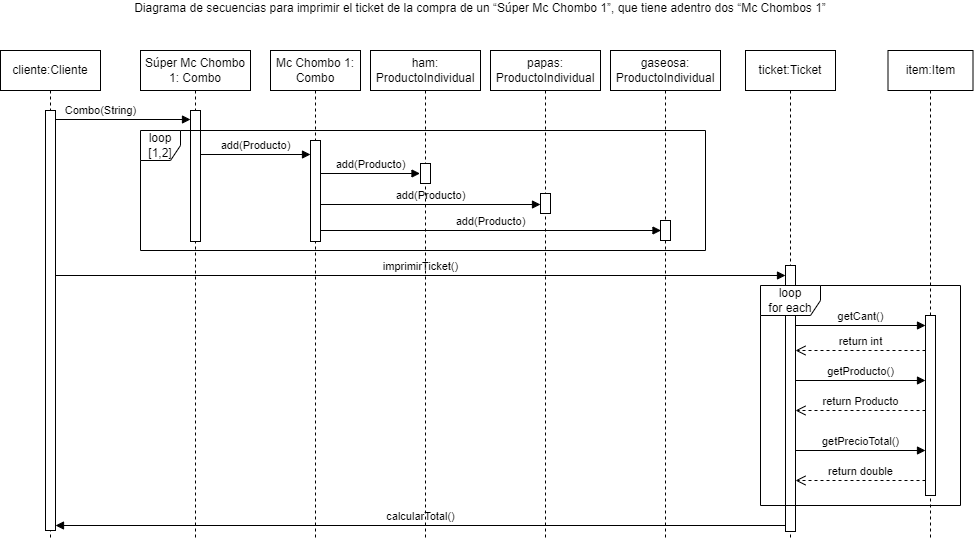 Diagrama de secuencias para imprimir el ticket de la compra de un “Súper Mc Chombo 1”, que tiene adentro dos “Mc Chombos 1”
cliente:Cliente
Súper Mc Chombo
1: Combo
Mc Chombo 1:
Combo
ham:
ProductoIndividual
papas:
ProductoIndividual
gaseosa:
ProductoIndividual
ticket:Ticket
item:Item
Combo(String)
loop
[1,2]
add(Producto)
add(Producto)
add(Producto)
add(Producto)
imprimirTicket()
loop
for each
getCant()
return int
getProducto()
return Producto
getPrecioTotal()
return double
calcularTotal()